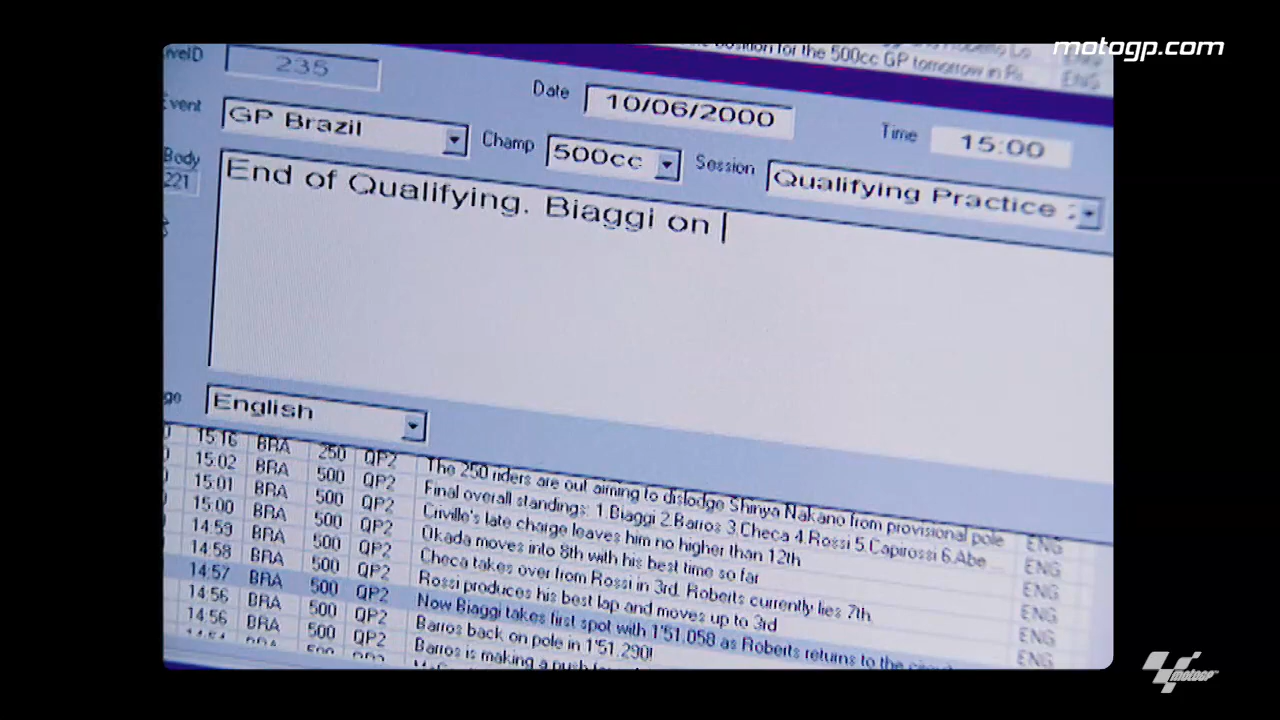 position for the 500cc GP tomorrow in
ENG
motogp.com
235
Date 10/06/2000
Time 15:00
Event GP Brazil
Champ 500cc
Session Qualifying Practice
Body
221
End of Qualifying. Biaggi on
English
15:16 BRA 250 QP2 The 250 riders are out aiming to dislodge Shinya Nakano from provisional pole ENG
15:02 BRA 500 QP2 Final overall standings: 1.Biaggi 2.Barros 3.Checa 4.Rossi 5.Capirossi 6.Abe ... ENG
15:01 BRA 500 QP2 Criville's late charge leaves him no higher than 12th ENG
15:00 BRA 500 QP2 Okada moves into 8th with his best time so far ENG
14:59 BRA 500 QP2 Checa takes over from Rossi in 3rd. Roberts currently lies 7th ENG
14:58 BRA 500 QP2 Rossi produces his best lap and moves up to 3rd ENG
14:57 BRA 500 QP2 Now Biaggi takes first spot with 1'51.058 as Roberts returns to the
14:56 BRA 500 QP2 Barros back on pole in 1'51.290!
14:56 BRA 500 QP2 Barros is making a push
motogp